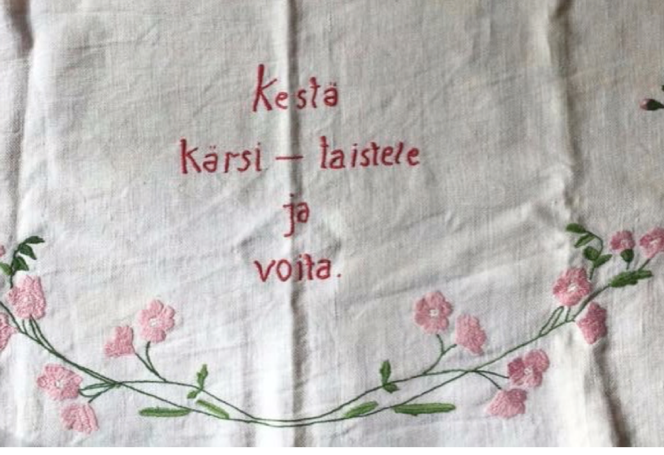 Kestä
Kärsi – taistele
ja
voita.